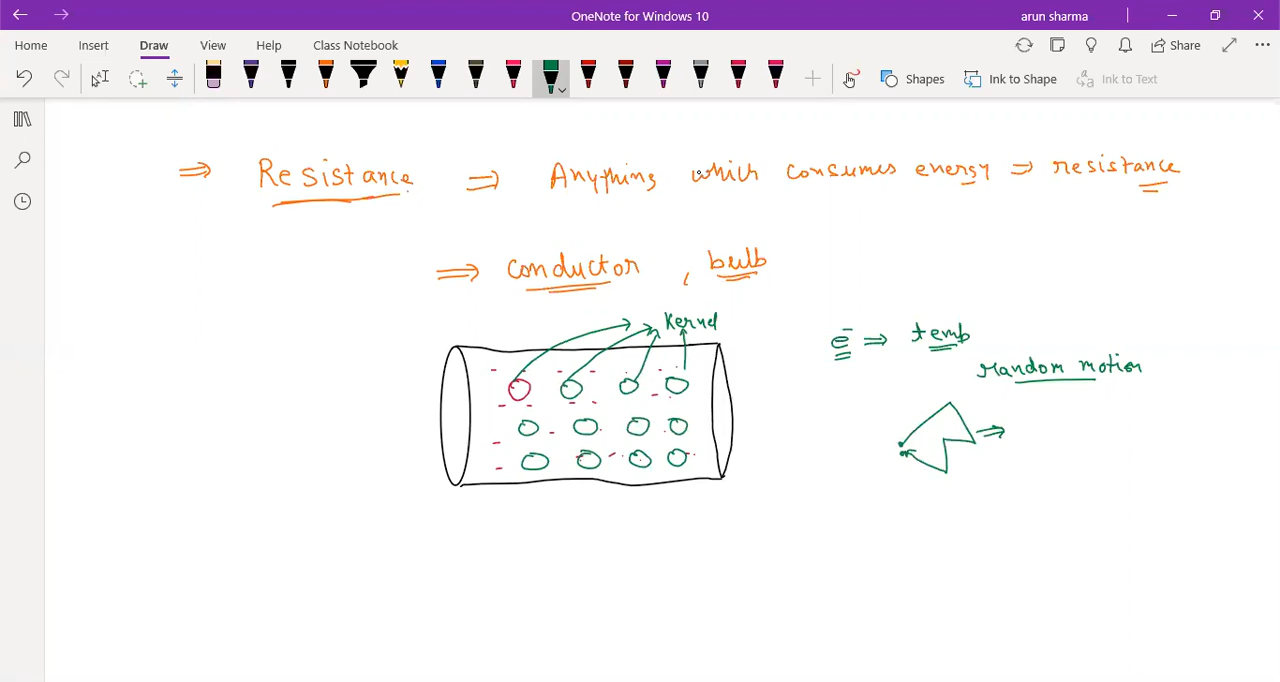 OneNote for Windows 10
arun sharma
Home Insert Draw View Help Class Notebook
Share
Shapes Ink to Shape Ink to Text
⇒ Resistance ⇒ Anything which consumes energy ⇒ resistance
⇒ conductor , bulb
Kernel
e⁻ ⇒ temp
random motion
⇒